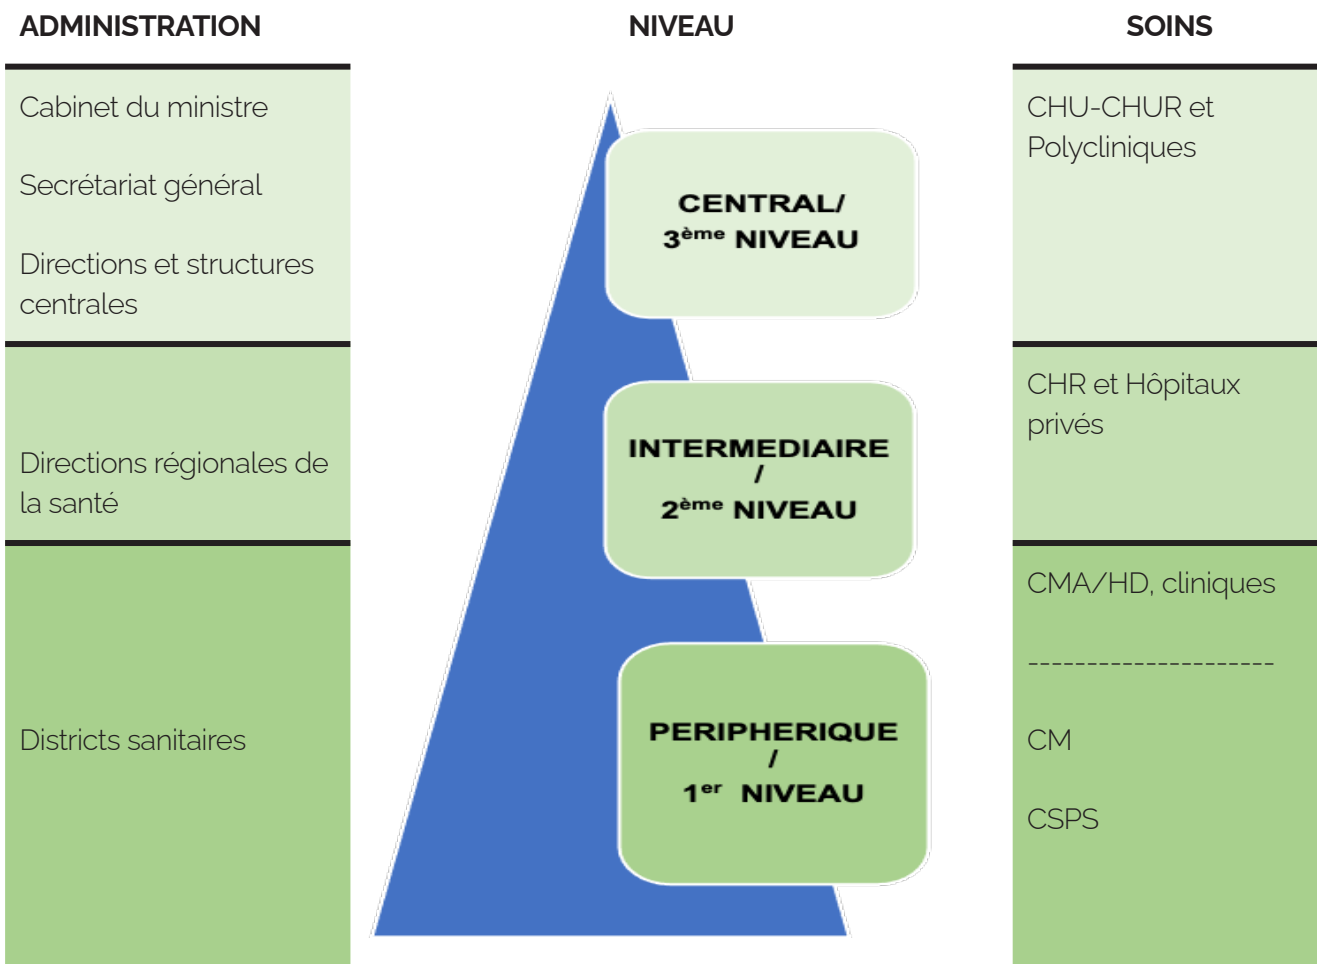 ADMINISTRATION
Cabinet du ministre
Secrétariat général
Directions et structures
centrales
Directions régionales de
la santé
Districts sanitaires
NIVEAU
CENTRAL/
3ème NIVEAU
INTERMEDIAIRE
/
2ème NIVEAU
PERIPHERIQUE
/
1er NIVEAU
SOINS
CHU-CHUR et
Polycliniques
CHR et Hôpitaux
privés
CMA/HD, cliniques
---------------------
CM
CSPS